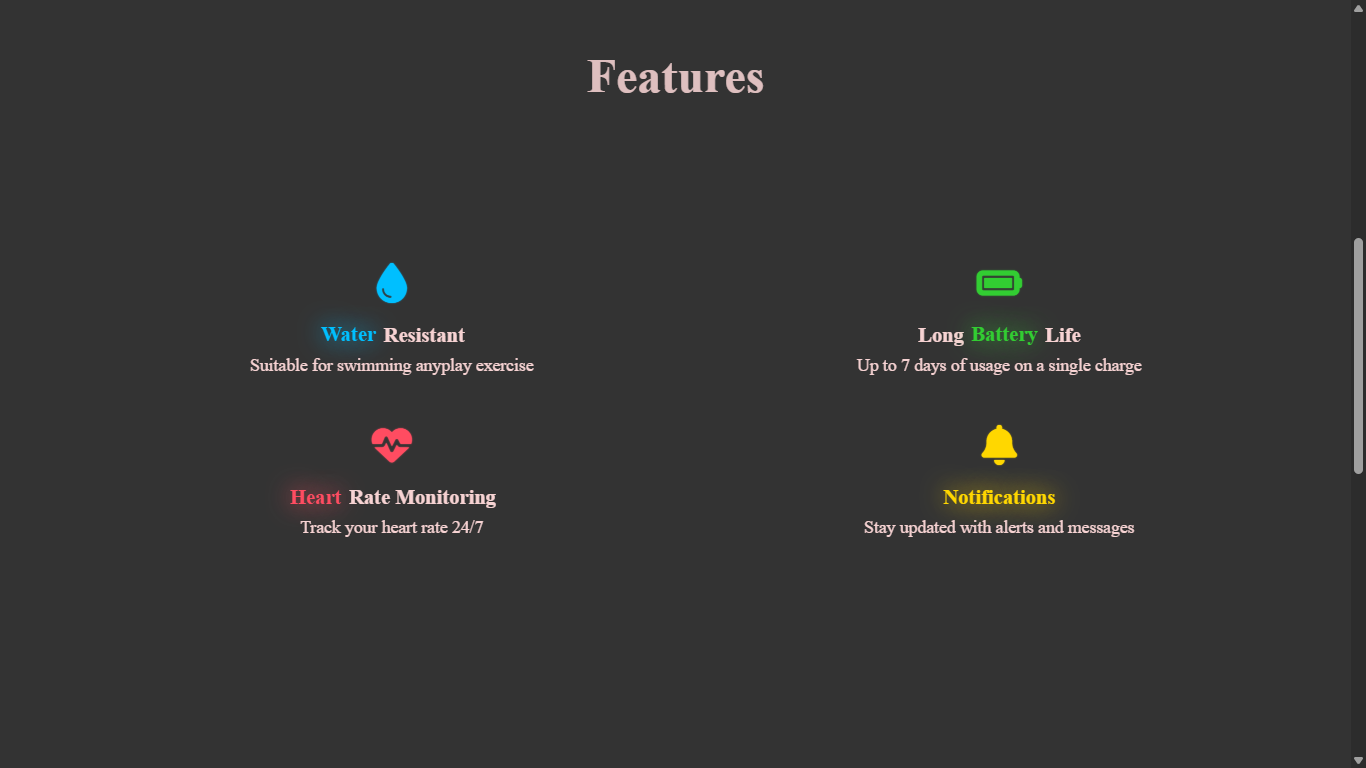 Features
Water Resistant
Suitable for swimming anyplay exercise
Long Battery Life
Up to 7 days of usage on a single charge
Heart Rate Monitoring
Track your heart rate 24/7
Notifications
Stay updated with alerts and messages